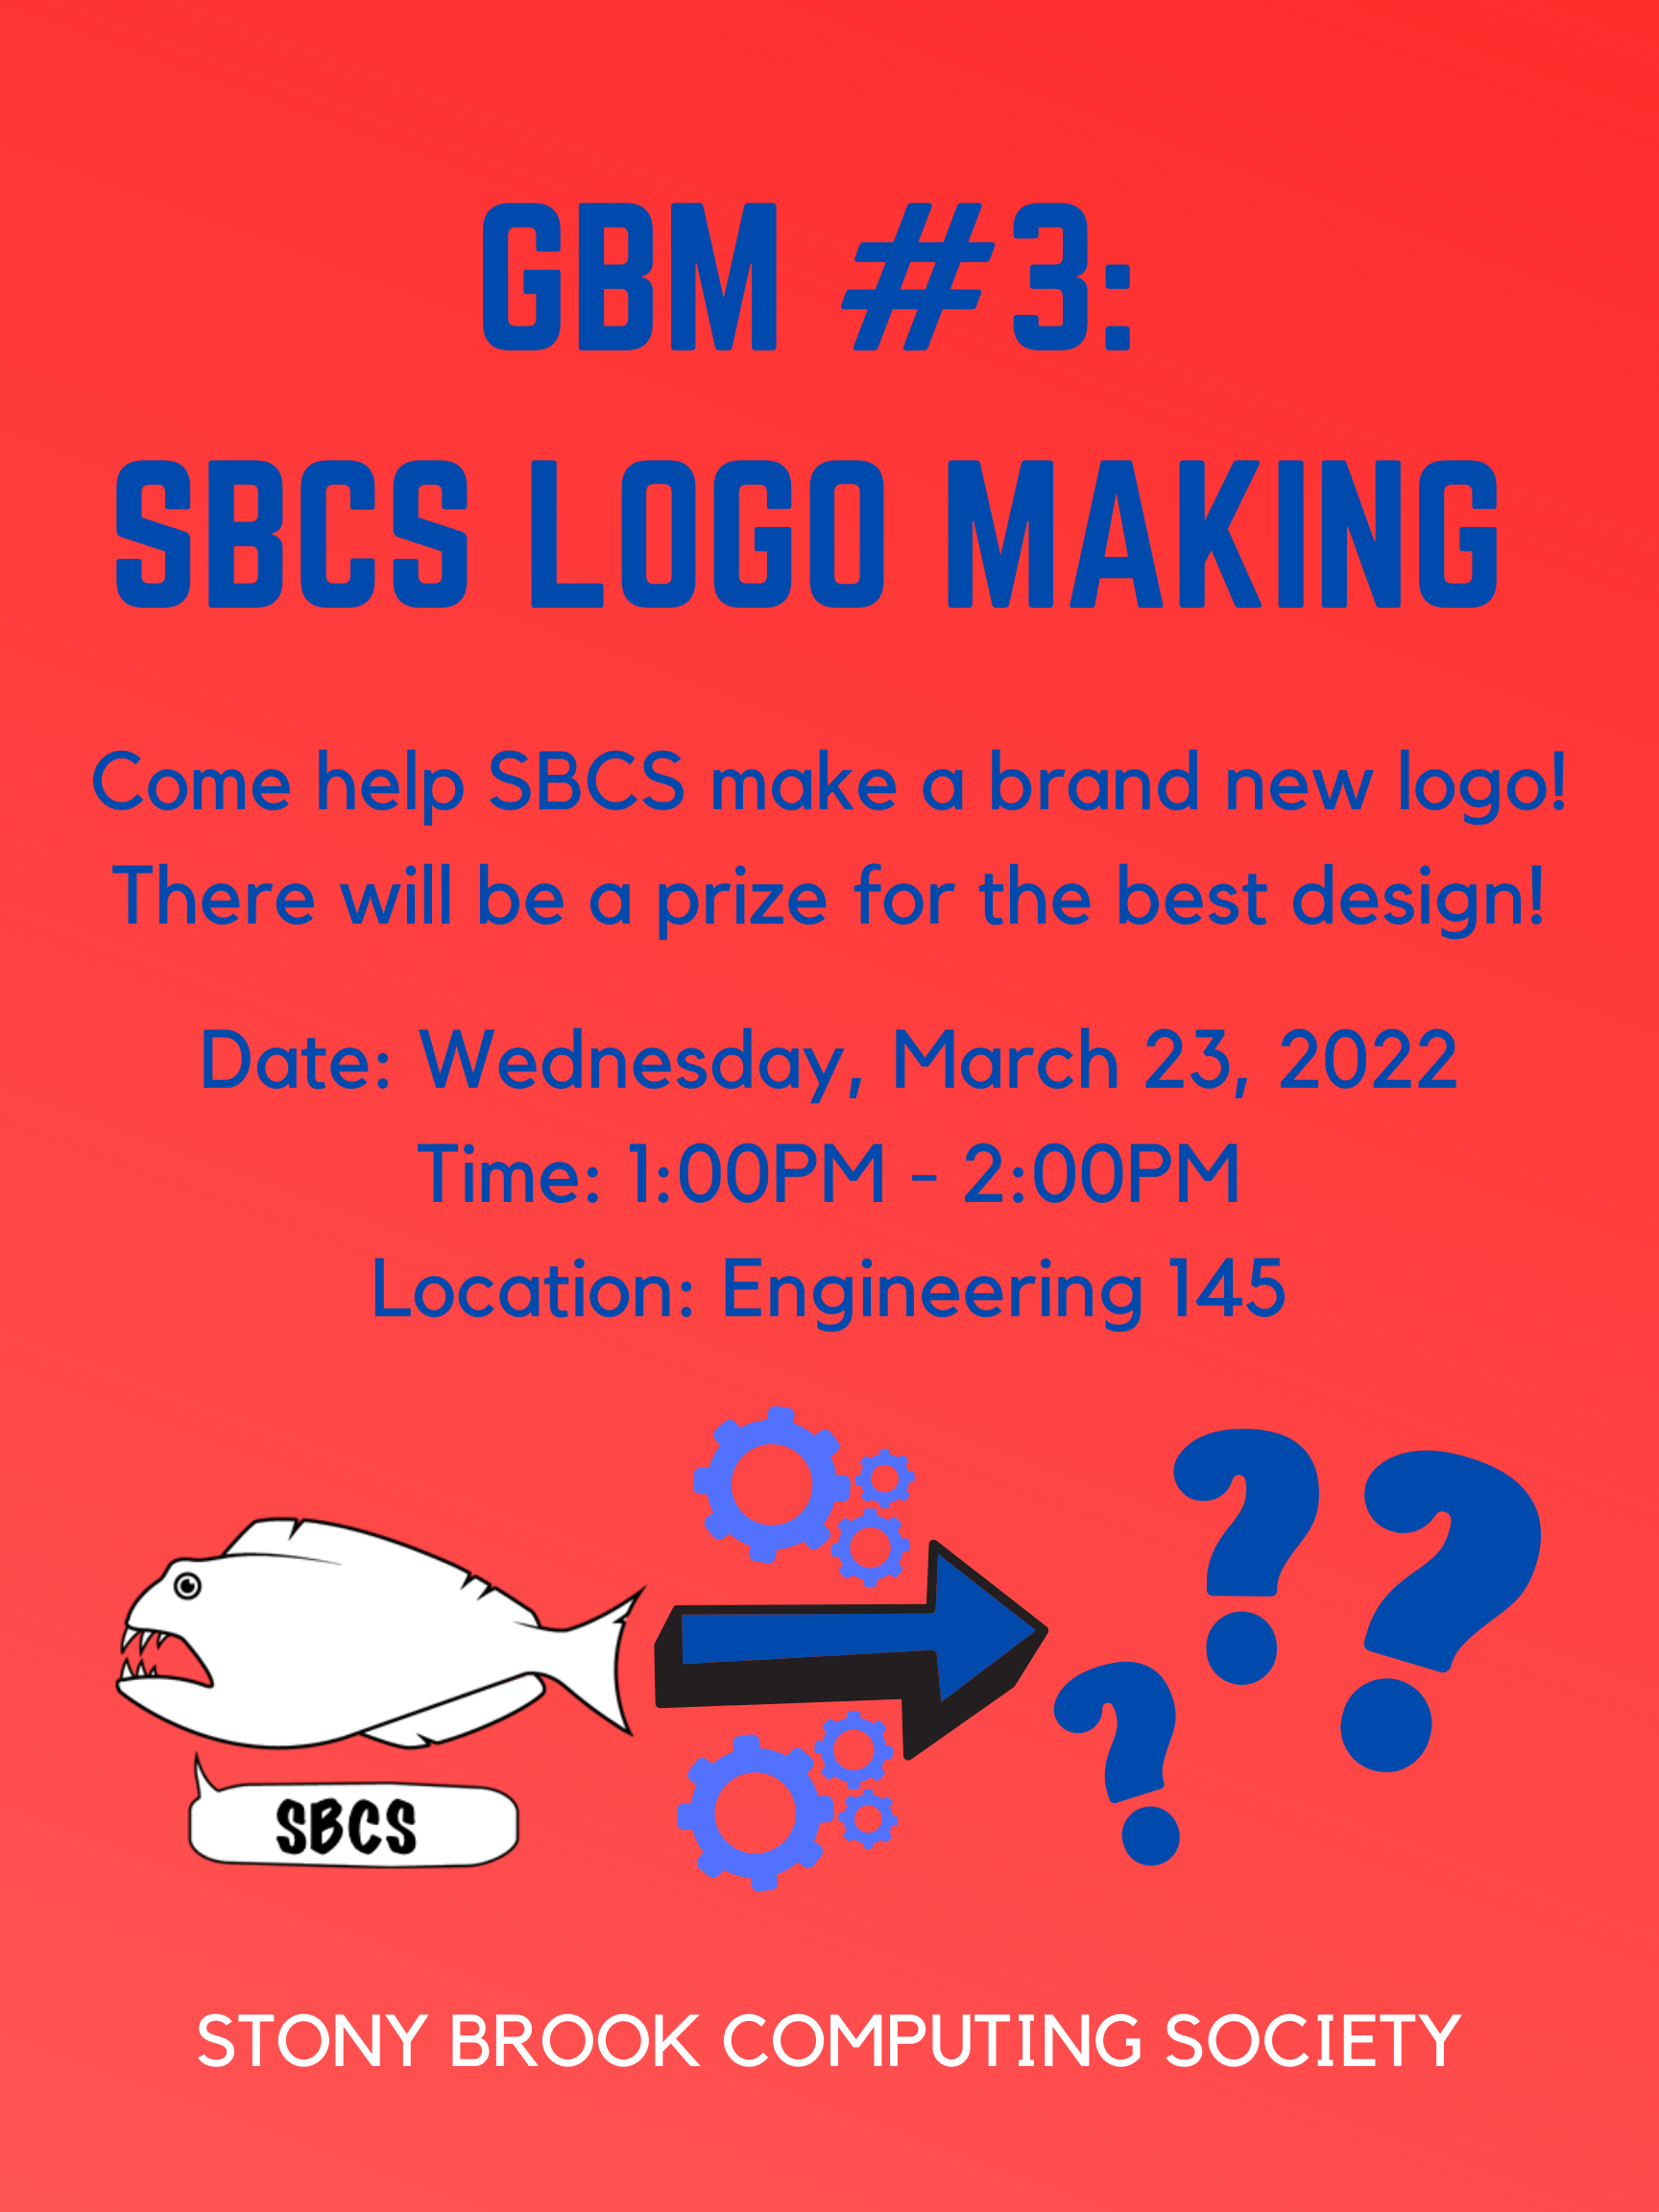 GBM #3:
SBCS LOGO MAKING
Come help SBCS make a brand new logo!
There will be a prize for the best design!
Date: Wednesday, March 23, 2022
Time: 1:00PM - 2:00PM
Location: Engineering 145
???
SBCS
STONY BROOK COMPUTING SOCIETY